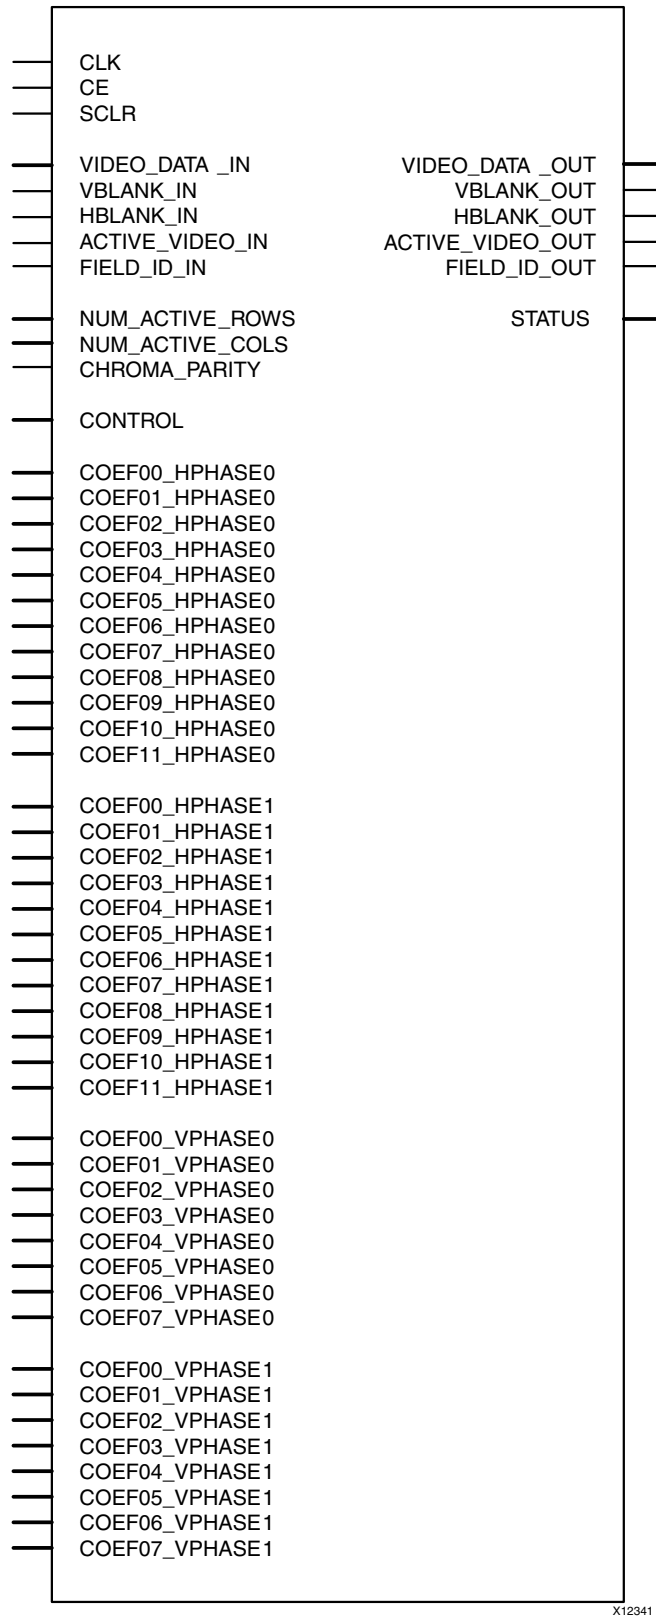 CLK
CE
SCLR
VIDEO_DATA _IN VIDEO_DATA _OUT
VBLANK_IN VBLANK_OUT
HBLANK_IN HBLANK_OUT
ACTIVE_VIDEO_IN ACTIVE_VIDEO_OUT
FIELD_ID_IN FIELD_ID_OUT
NUM_ACTIVE_ROWS STATUS
NUM_ACTIVE_COLS
CHROMA_PARITY
CONTROL
COEF00_HPHASE0
COEF01_HPHASE0
COEF02_HPHASE0
COEF03_HPHASE0
COEF04_HPHASE0
COEF05_HPHASE0
COEF06_HPHASE0
COEF07_HPHASE0
COEF08_HPHASE0
COEF09_HPHASE0
COEF10_HPHASE0
COEF11_HPHASE0
COEF00_HPHASE1
COEF01_HPHASE1
COEF02_HPHASE1
COEF03_HPHASE1
COEF04_HPHASE1
COEF05_HPHASE1
COEF06_HPHASE1
COEF07_HPHASE1
COEF08_HPHASE1
COEF09_HPHASE1
COEF10_HPHASE1
COEF11_HPHASE1
COEF00_VPHASE0
COEF01_VPHASE0
COEF02_VPHASE0
COEF03_VPHASE0
COEF04_VPHASE0
COEF05_VPHASE0
COEF06_VPHASE0
COEF07_VPHASE0
COEF00_VPHASE1
COEF01_VPHASE1
COEF02_VPHASE1
COEF03_VPHASE1
COEF04_VPHASE1
COEF05_VPHASE1
COEF06_VPHASE1
COEF07_VPHASE1
X12341